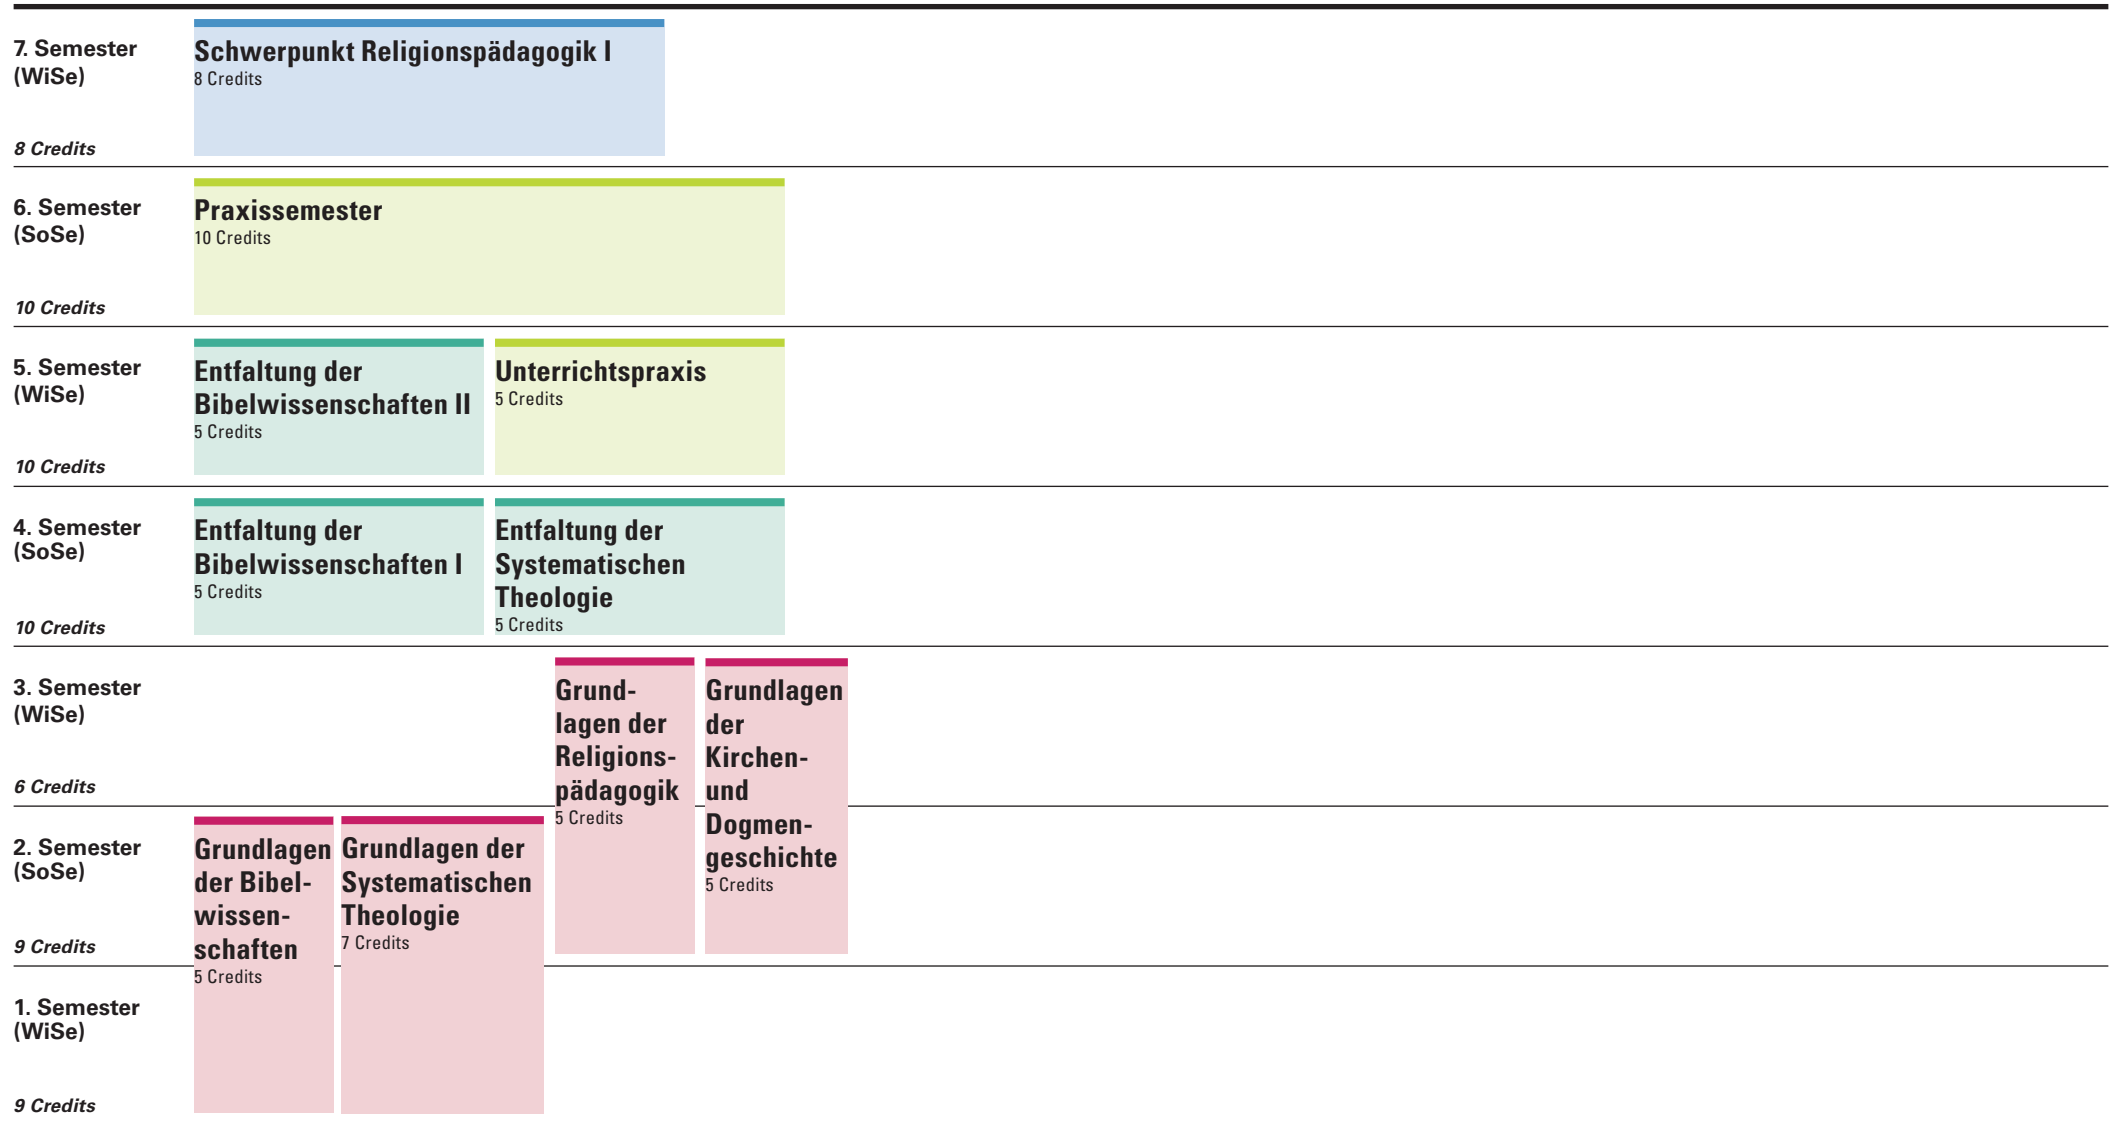 7. Semester
(WiSe)
8 Credits
Schwerpunkt Religionspädagogik I
8 Credits
6. Semester
(SoSe)
10 Credits
Praxissemester
10 Credits
5. Semester
(WiSe)
10 Credits
Entfaltung der
Bibelwissenschaften II
5 Credits
Unterrichtspraxis
5 Credits
4. Semester
(SoSe)
10 Credits
Entfaltung der
Bibelwissenschaften I
5 Credits
Entfaltung der
Systematischen
Theologie
5 Credits
3. Semester
(WiSe)
6 Credits
Grund-
lagen der
Religions-
pädagogik
5 Credits
Grundlagen
der
Kirchen-
und
Dogmen-
geschichte
5 Credits
2. Semester
(SoSe)
9 Credits
Grundlagen
der Bibel-
wissen-
schaften
5 Credits
Grundlagen der
Systematischen
Theologie
7 Credits
1. Semester
(WiSe)
9 Credits